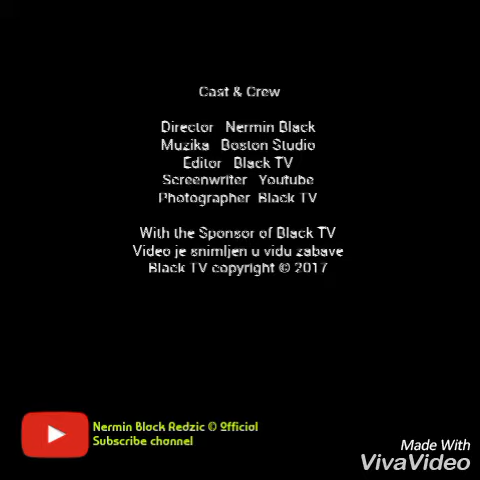 Cast & Crew
Director Nermin Black
Muzika Boston Studio
Editor Black TV
Screenwriter Youtube
Photographer Black TV
With the Sponsor of Black TV
Video je snimljen u vidu zabave
Black TV copyright © 2017
Nermin Black Redzic © Official
Subscribe channel
Made With
VivaVideo